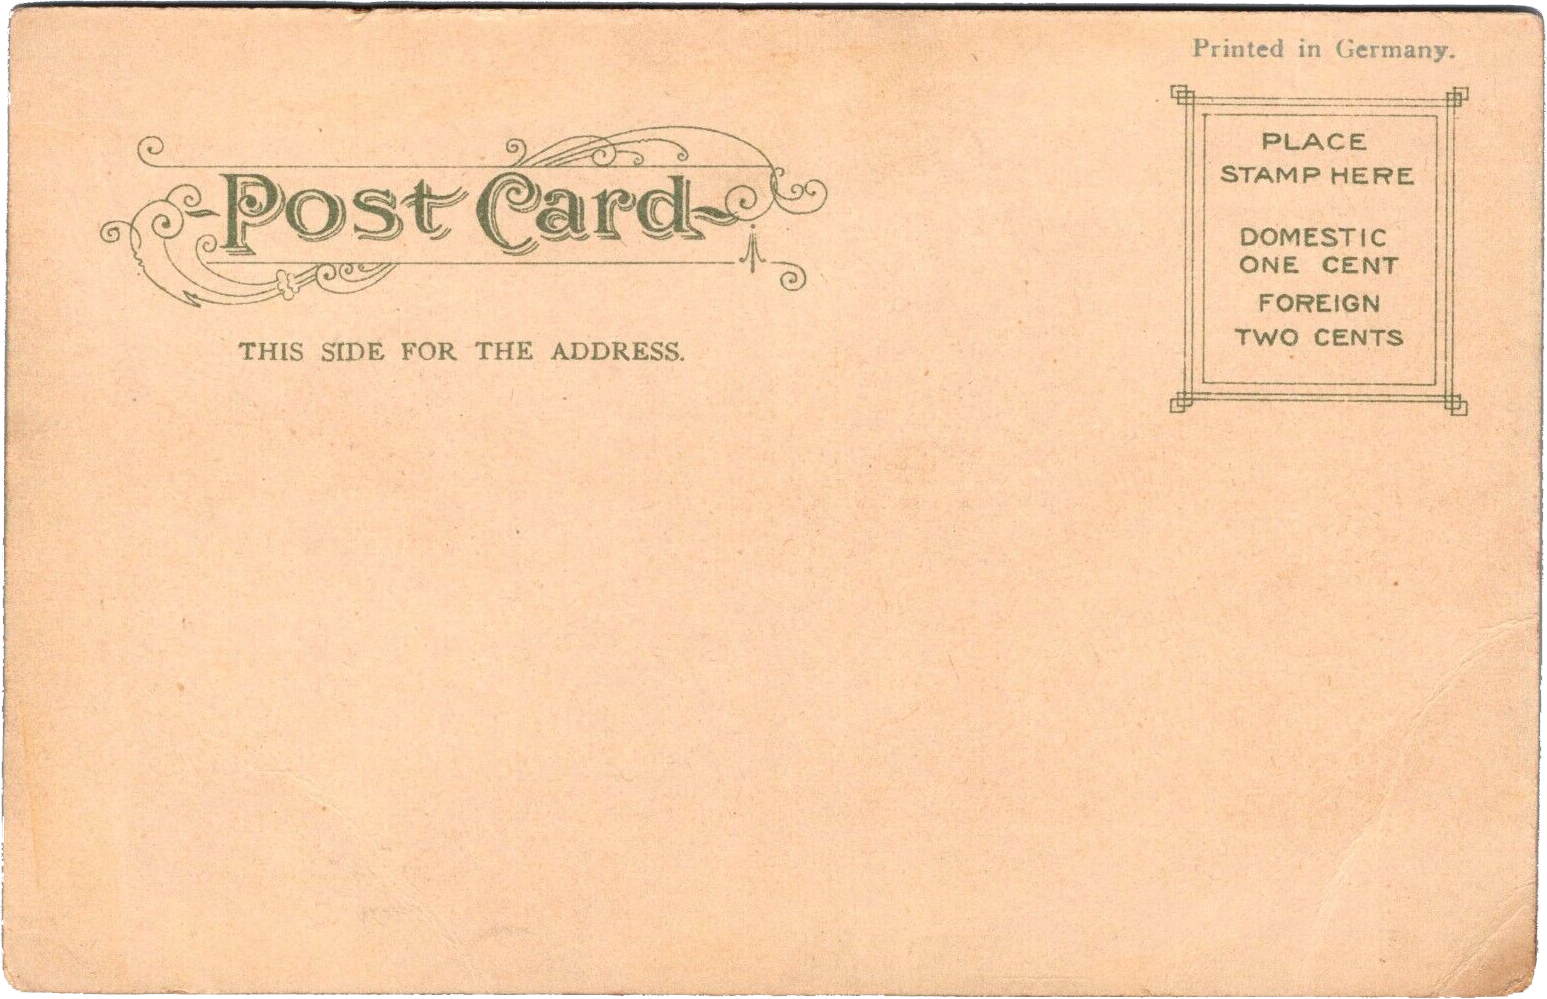 Printed in Germany.
Post Card
THIS SIDE FOR THE ADDRESS.
PLACE
STAMP HERE
DOMESTIC
ONE CENT
FOREIGN
TWO CENTS